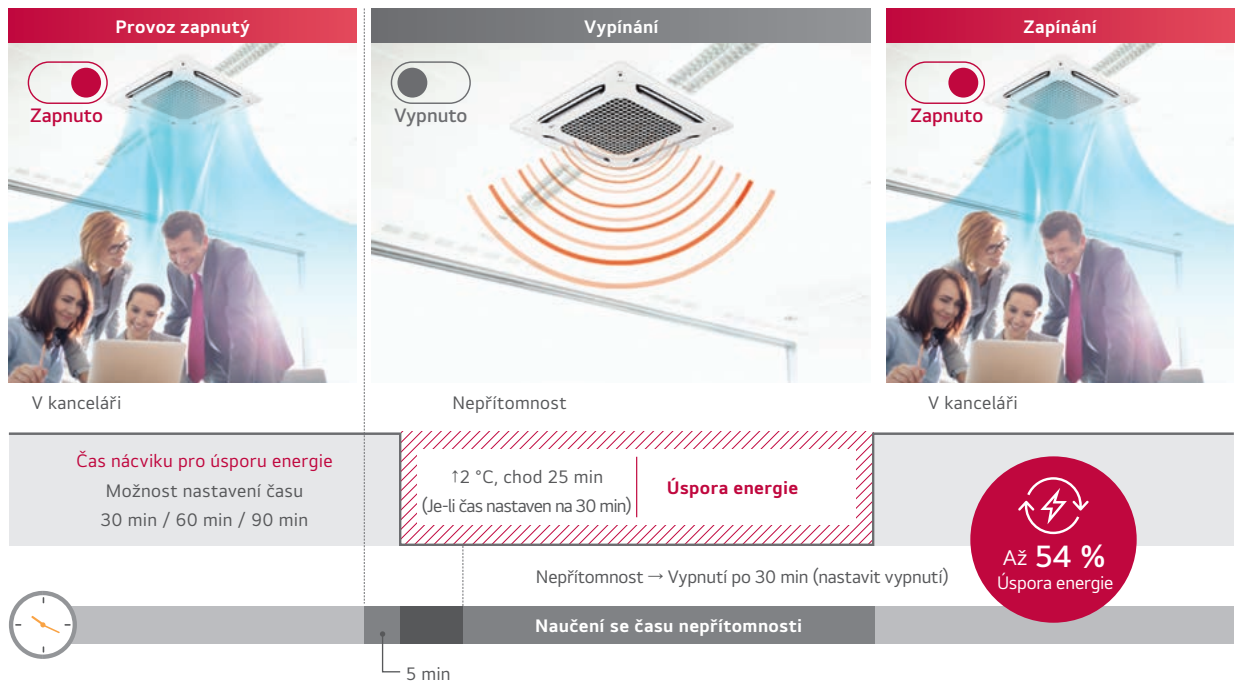 Provoz zapnutý
Vypínání
Zapínání
Zapnuto
Vypnuto
Zapnuto
V kanceláři
Nepřítomnost
V kanceláři
Čas nácviku pro úsporu energie
Možnost nastavení času
30 min / 60 min / 90 min
↑2 °C, chod 25 min
(Je-li čas nastaven na 30 min)
Úspora energie
Až 54 %
Úspora energie
Nepřítomnost → Vypnutí po 30 min (nastavit vypnutí)
Naučení se času nepřítomnosti
5 min